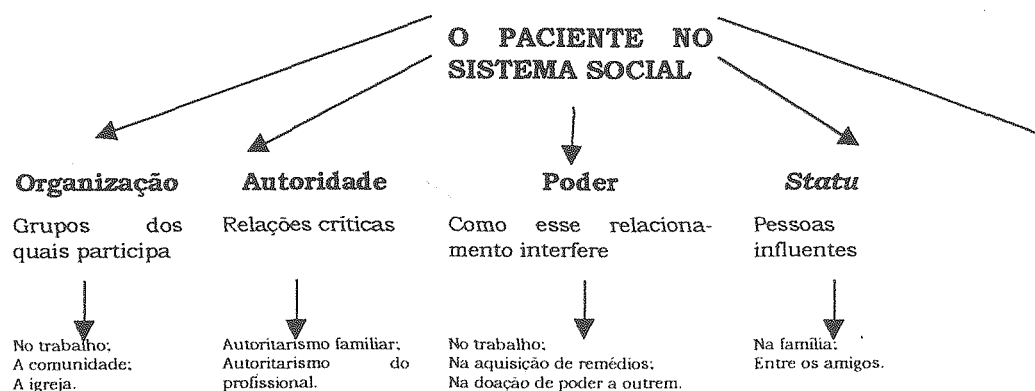 O PACIENTE NO
SISTEMA SOCIAL
Organização
Grupos dos
quais participa
No trabalho;
A comunidade;
A igreja.
Autoridade
Relações críticas
Autoritarismo familiar;
Autoritarismo do
profissional.
Poder
Como esse relaciona-
mento interfere
No trabalho;
Na aquisição de remédios;
Na doação de poder a outrem.
Statu
Pessoas
influentes
Na família;
Entre os amigos.